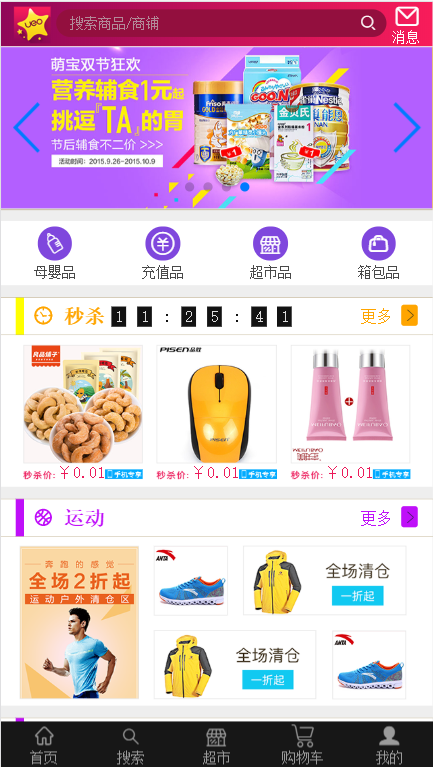 UGO
搜索商品/商铺
消息
萌宝双节狂欢
营养辅食1元起
挑逗『TA』的胃
节后辅食不二价 >>>
活动时间：2015.9.26-2015.10.9
Friso
GOO.N
Nestle
￥1
￥1
母婴品
充值品
超市品
箱包品
秒杀 1 1 : 2 5 : 4 1
更多
良品铺子
PISEN 品胜
秒杀价:￥0.01 手机专享
秒杀价:￥0.01 手机专享
秒杀价:￥0.01 手机专享
运动
更多
奔跑的感觉
全场2折起
运动户外清仓区
ANTA
全场清仓
一折起
全场清仓
一折起
ANTA
首页
搜索
超市
购物车
我的